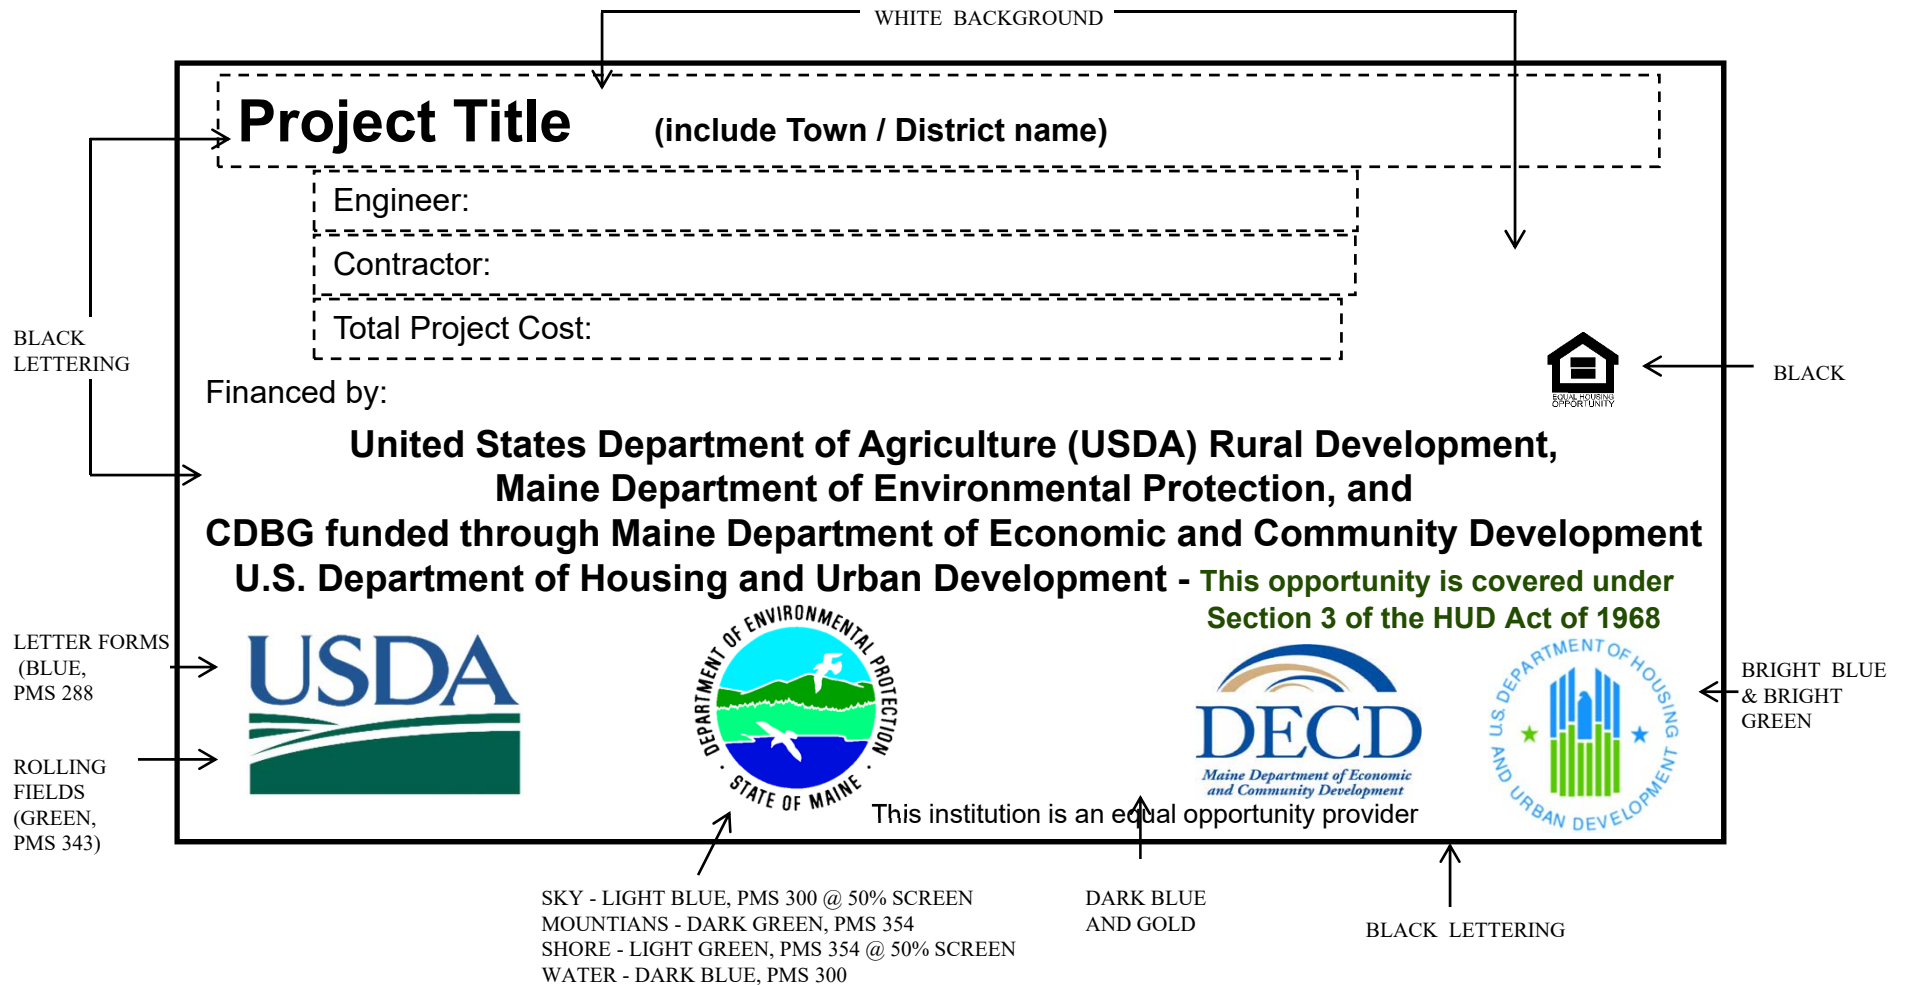 WHITE BACKGROUND
Project Title (include Town / District name)
Engineer:
Contractor:
Total Project Cost:
BLACK
LETTERING
EQUAL HOUSING
OPPORTUNITY
BLACK
Financed by:
United States Department of Agriculture (USDA) Rural Development,
Maine Department of Environmental Protection, and
CDBG funded through Maine Department of Economic and Community Development
U.S. Department of Housing and Urban Development - This opportunity is covered under
Section 3 of the HUD Act of 1968
LETTER FORMS
(BLUE,
PMS 288
ROLLING
FIELDS
(GREEN,
PMS 343)
USDA
DEPARTMENT OF ENVIRONMENTAL PROTECTION
STATE OF MAINE
DECD
Maine Department of Economic
and Community Development
U.S. DEPARTMENT OF HOUSING
AND URBAN DEVELOPMENT
BRIGHT BLUE
& BRIGHT
GREEN
This institution is an equal opportunity provider
SKY - LIGHT BLUE, PMS 300 @ 50% SCREEN
MOUNTIANS - DARK GREEN, PMS 354
SHORE - LIGHT GREEN, PMS 354 @ 50% SCREEN
WATER - DARK BLUE, PMS 300
DARK BLUE
AND GOLD
BLACK LETTERING